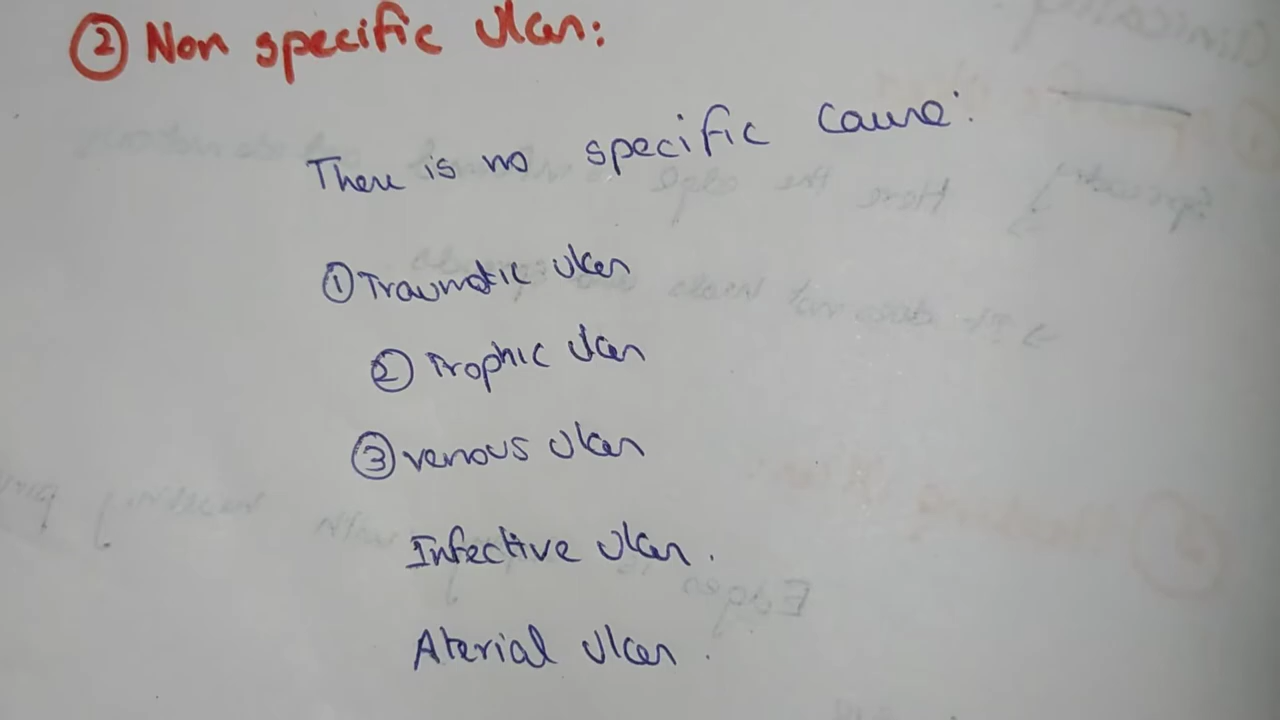 ② Non specific Ulcer:
There is no specific cause:
① Traumatic ulcer
② Trophic ulcer
③ venous ulcer
Infective ulcer.
Aterial ulcer.